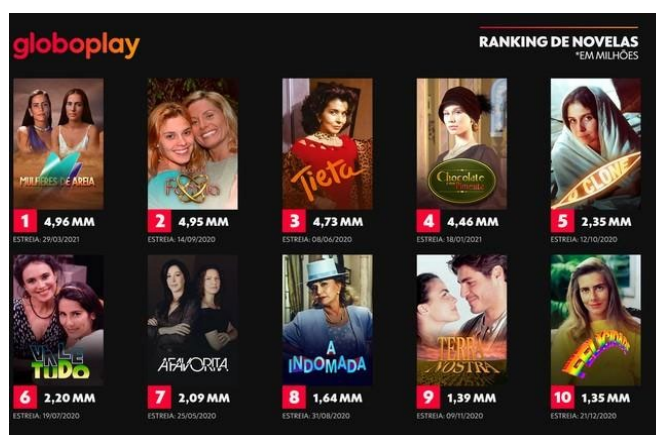 globoplay
RANKING DE NOVELAS
*EM MILHÕES
MULHERES DE AREIA
Tieta
Chocolate
com Pimenta
O CLONE
1 4,96 MM
2 4,95 MM
3 4,73 MM
4 4,46 MM
5 2,35 MM
ESTREIA: 29/03/2021
ESTREIA: 14/09/2020
ESTREIA: 08/06/2020
ESTREIA: 18/01/2021
ESTREIA: 12/10/2020
VALE
TUDO
A FAVORITA
A
INDOMADA
TERRA
NOSTRA
FELICIDADE
6 2,20 MM
7 2,09 MM
8 1,64 MM
9 1,39 MM
10 1,35 MM
ESTREIA: 19/07/2020
ESTREIA: 25/05/2020
ESTREIA: 31/08/2020
ESTREIA: 09/11/2020
ESTREIA: 21/12/2020